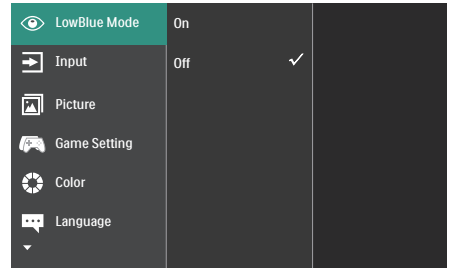 LowBlue Mode
On
Input
Off
Picture
Game Setting
Color
Language